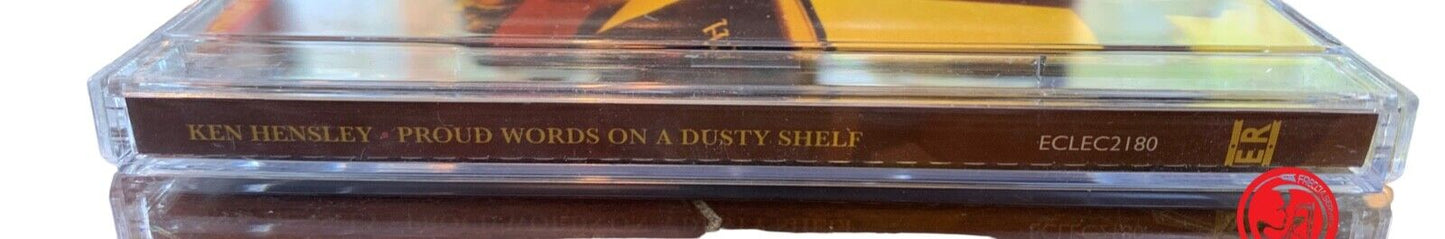 KEN HENSLEY · PROUD WORDS ON A DUSTY SHELF
ECLEC2180
ER